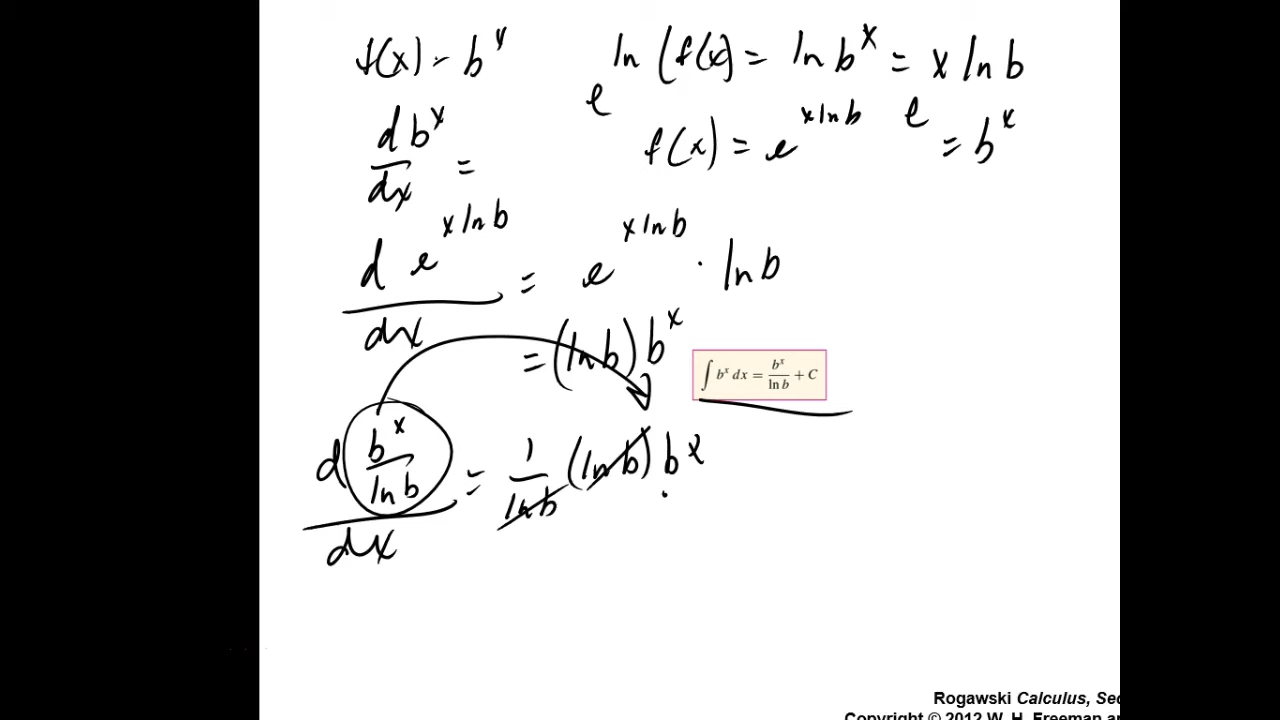 f(x) = b^x ln (f(x) = ln b^x = x ln b
e e
f(x) = e^{x ln b} = b^x
d b^x / dx =
d e^{x ln b} / dx = e^{x ln b} · ln b
= (ln b) b^x
∫ b^x dx = b^x / ln b + C
d (b^x / ln b) / dx = 1 / ln b (ln b) b^x
Rogawski Calculus, Sec
Copyright © 2012 W. H. Freeman an